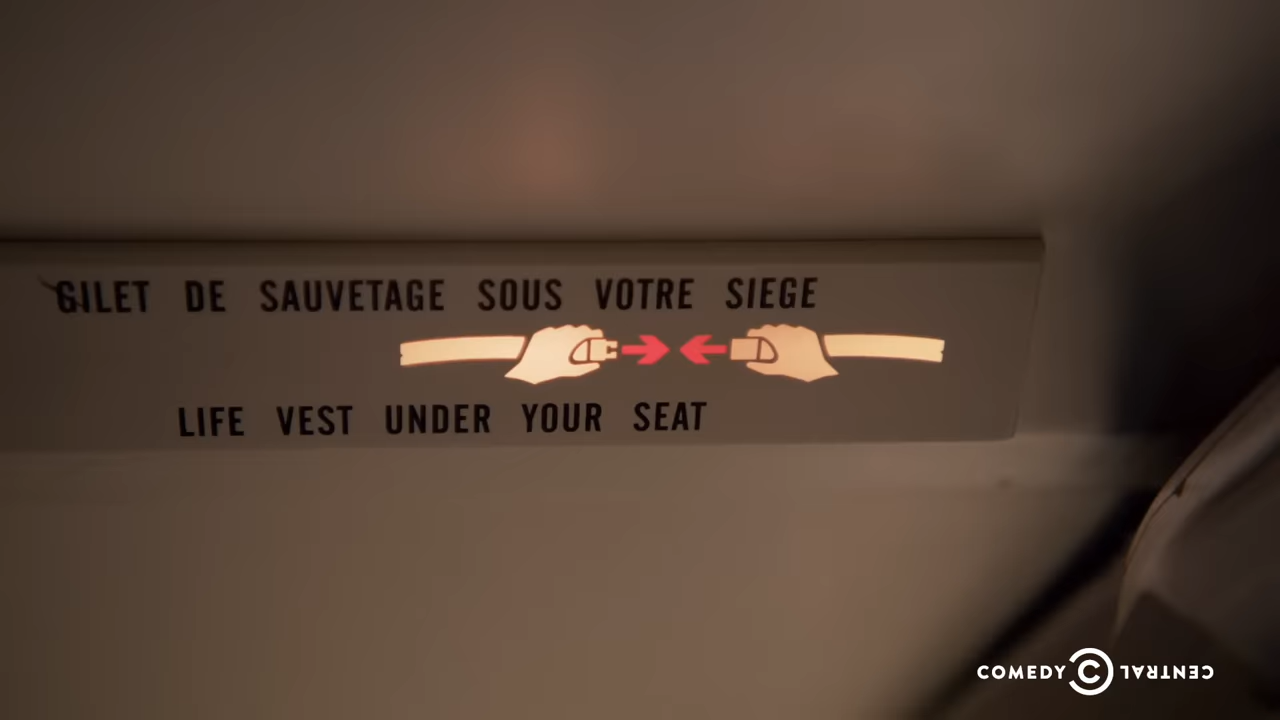 GILET DE SAUVETAGE SOUS VOTRE SIEGE
LIFE VEST UNDER YOUR SEAT
COMEDY CENTRAL